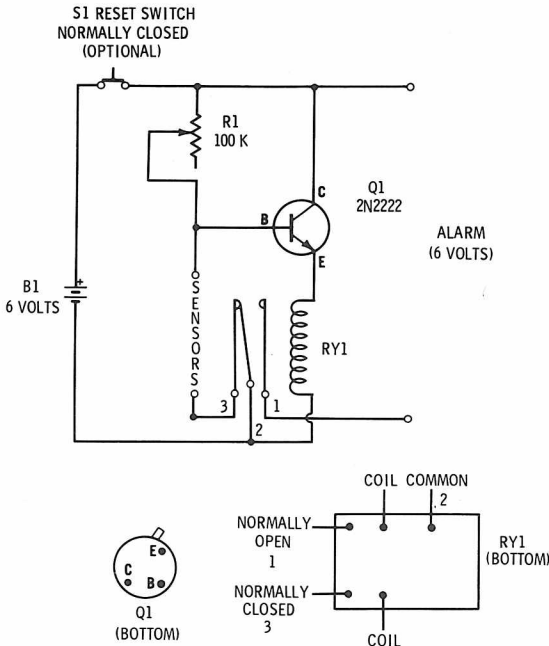 S1 RESET SWITCH
NORMALLY CLOSED
(OPTIONAL)
R1
100 K
C
Q1
2N2222
B
ALARM
(6 VOLTS)
E
B1
6 VOLTS
+
SENSORS
RY1
3
1
2
COIL COMMON
2
NORMALLY
OPEN
1
RY1
(BOTTOM)
E
C
B
NORMALLY
CLOSED
3
Q1
(BOTTOM)
COIL